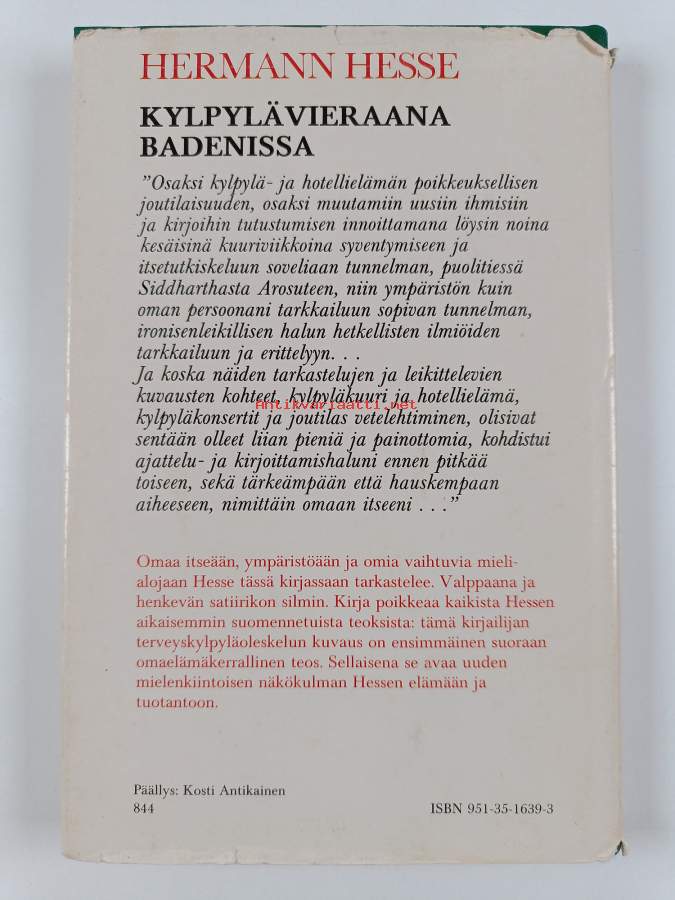 HERMANN HESSE
KYLPYLÄVIERAANA
BADENISSA
"Osaksi kylpylä- ja hotellielämän poikkeuksellisen
joutilaisuuden, osaksi muutamiin uusiin ihmisiin
ja kirjoihin tutustumisen innoittamana löysin noina
kesäisinä kuuriviikkoina syventymiseen ja
itsetutkiskeluun soveliaan tunnelman, puolitiessä
Siddharthasta Arosuteen, niin ympäristön kuin
oman persoonani tarkkailuun sopivan tunnelman,
ironisenleikillisen halun hetkellisten ilmiöiden
tarkkailuun ja erittelyyn. . .
Ja koska näiden tarkastelujen ja leikittelevien
kuvausten kohteet, kylpyläkuuri ja hotellielämä,
Antikvariaatti.net
kylpyläkonsertit ja joutilas vetelehtiminen, olisivat
sentään olleet liian pieniä ja painottomia, kohdistui
ajattelu- ja kirjoittamishaluni ennen pitkää
toiseen, sekä tärkeämpään että hauskempaan
aiheeseen, nimittäin omaan itseeni . . ."
Omaa itseään, ympäristöään ja omia vaihtuvia mieli-
alojaan Hesse tässä kirjassaan tarkastelee. Valppaana ja
henkevän satiirikon silmin. Kirja poikkeaa kaikista Hessen
aikaisemmin suomennetuista teoksista: tämä kirjailijan
terveyskylpyläoleskelun kuvaus on ensimmäinen suoraan
omaelämäkerrallinen teos. Sellaisena se avaa uuden
mielenkiintoisen näkökulman Hessen elämään ja
tuotantoon.
Päällys: Kosti Antikainen
844
ISBN 951-35-1639-3